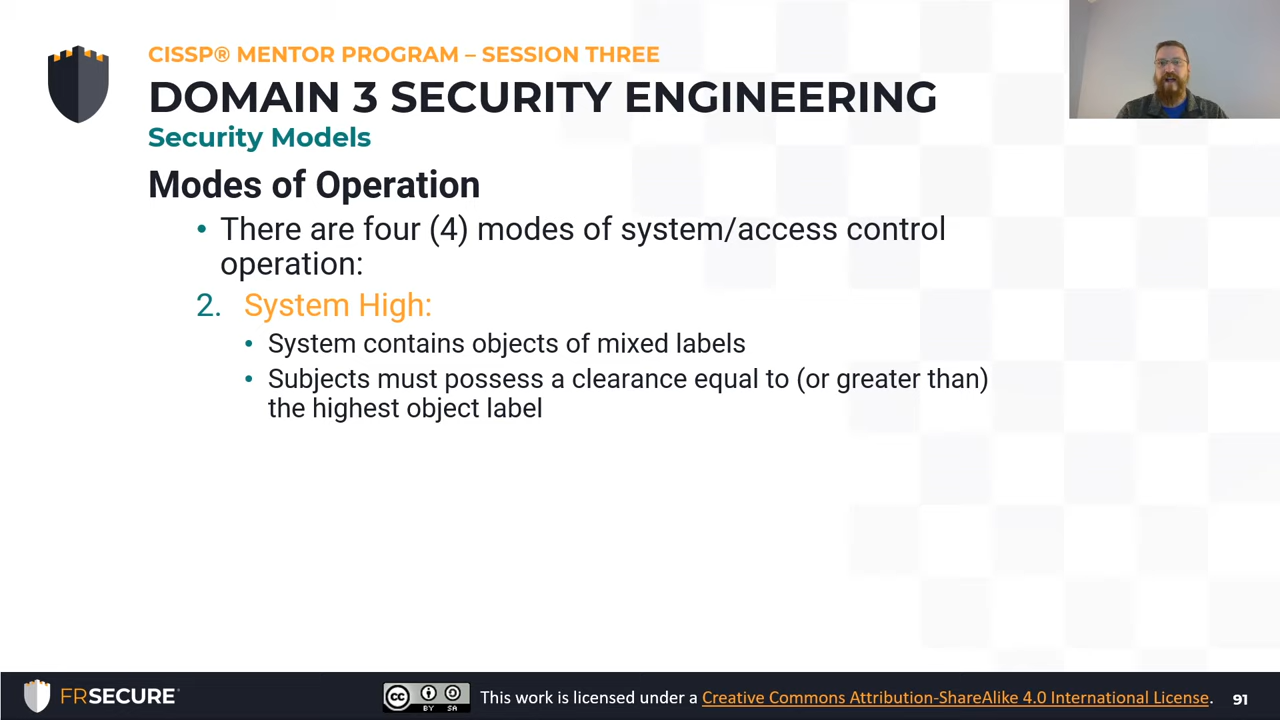 CISSP® MENTOR PROGRAM – SESSION THREE
DOMAIN 3 SECURITY ENGINEERING
Security Models
Modes of Operation
• There are four (4) modes of system/access control
operation:
2. System High:
• System contains objects of mixed labels
• Subjects must possess a clearance equal to (or greater than)
the highest object label
FRSECURE
cc BY SA
This work is licensed under a Creative Commons Attribution-ShareAlike 4.0 International License.
91